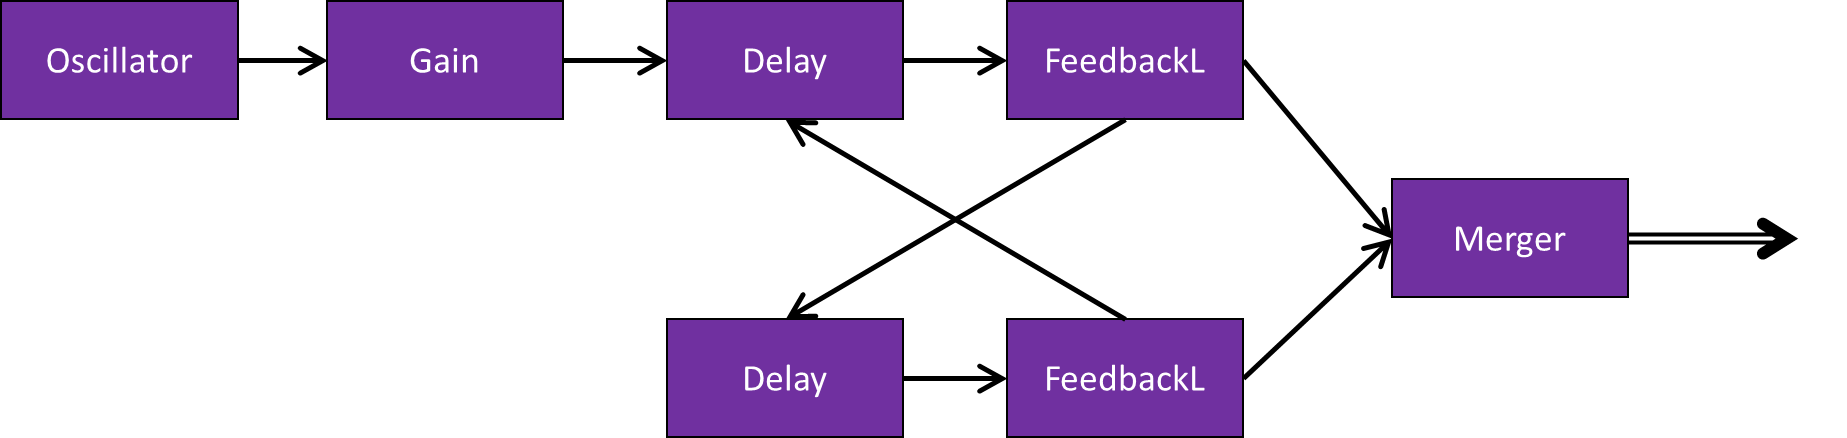 Oscillator
Gain
Delay
FeedbackL
Merger
Delay
FeedbackL